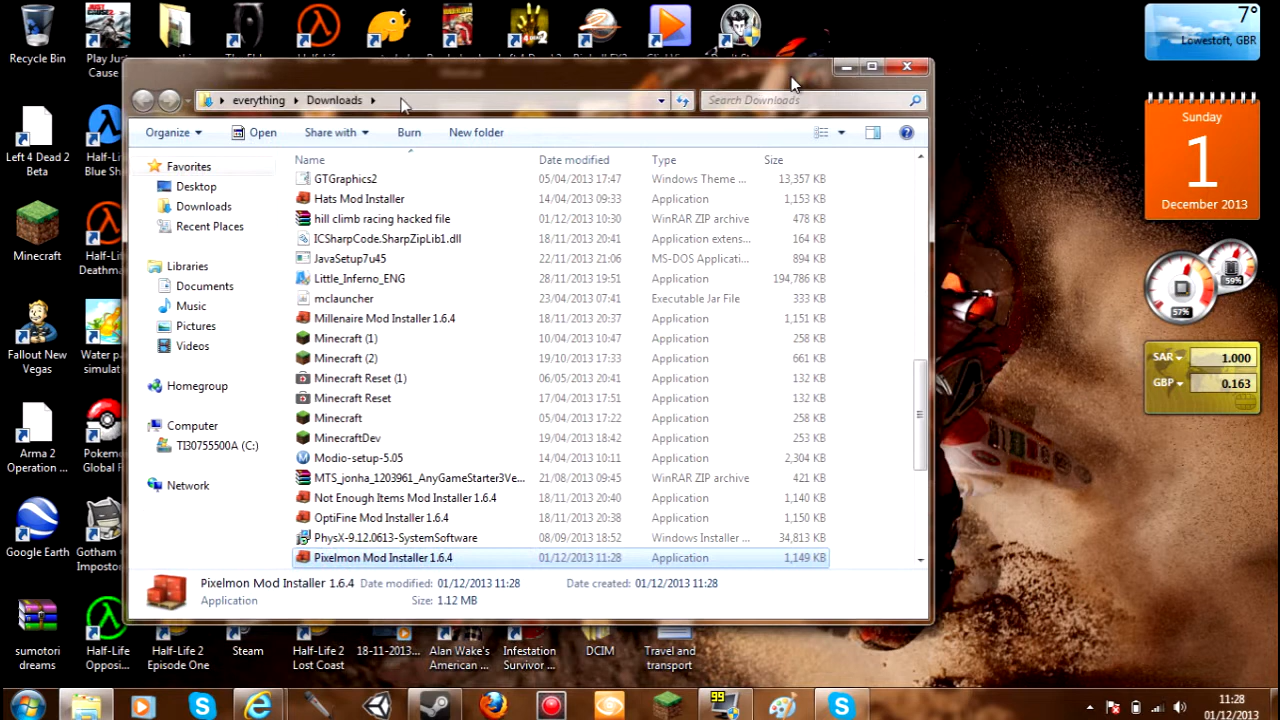 Recycle Bin
Play Just Cause
7°
Lowestoft, GBR
everything
Downloads
Search Downloads
Organize
Open
Share with
Burn
New folder
Favorites
Desktop
Downloads
Recent Places
Libraries
Documents
Music
Pictures
Videos
Homegroup
Computer
TI30755500A (C:)
Network
Name Date modified Type Size
GTGraphics2 05/04/2013 17:47 Windows Theme ... 13,357 KB
Hats Mod Installer 14/04/2013 09:33 Application 1,153 KB
hill climb racing hacked file 01/12/2013 10:30 WinRAR ZIP archive 478 KB
ICSharpCode.SharpZipLib1.dll 18/11/2013 20:41 Application extens... 164 KB
JavaSetup7u45 22/11/2013 21:06 MS-DOS Applicati... 894 KB
Little_Inferno_ENG 28/11/2013 19:51 Application 194,786 KB
mclauncher 23/04/2013 07:41 Executable Jar File 333 KB
Millenaire Mod Installer 1.6.4 18/11/2013 20:37 Application 1,151 KB
Minecraft (1) 10/04/2013 10:47 Application 258 KB
Minecraft (2) 19/10/2013 17:33 Application 661 KB
Minecraft Reset (1) 06/05/2013 20:41 Application 132 KB
Minecraft Reset 17/04/2013 17:51 Application 132 KB
Minecraft 05/04/2013 17:22 Application 258 KB
MinecraftDev 19/04/2013 18:42 Application 253 KB
Modio-setup-5.05 14/04/2013 10:11 Application 2,304 KB
MTS_jonha_1203961_AnyGameStarter3Ve... 21/08/2013 09:45 WinRAR ZIP archive 421 KB
Not Enough Items Mod Installer 1.6.4 18/11/2013 20:40 Application 1,140 KB
OptiFine Mod Installer 1.6.4 18/11/2013 20:38 Application 1,150 KB
PhysX-9.12.0613-SystemSoftware 08/09/2013 18:52 Windows Installer ... 34,813 KB
Pixelmon Mod Installer 1.6.4 01/12/2013 11:28 Application 1,149 KB
Pixelmon Mod Installer 1.6.4 Date modified: 01/12/2013 11:28 Date created: 01/12/2013 11:28
Application Size: 1.12 MB
Left 4 Dead 2 Beta
Half-Li
Blue Sh
Minecraft
Half-Li
Deathma
Fallout New Vegas
Water pa
simulat
Arma 2 Operation ...
Pokemo
Global F
Google Earth
Gotham
Impostor
sumotori dreams
Half-Life Opposi...
Half-Life 2 Episode One
Steam
Half-Life 2 Lost Coast
18-11-2013...
Alan Wake's American ...
Infestation Survivor ...
DCIM
Travel and transport
Sunday
1
December 2013
59%
57%
SAR 1.000
GBP 0.163
99
11:28
01/12/2013